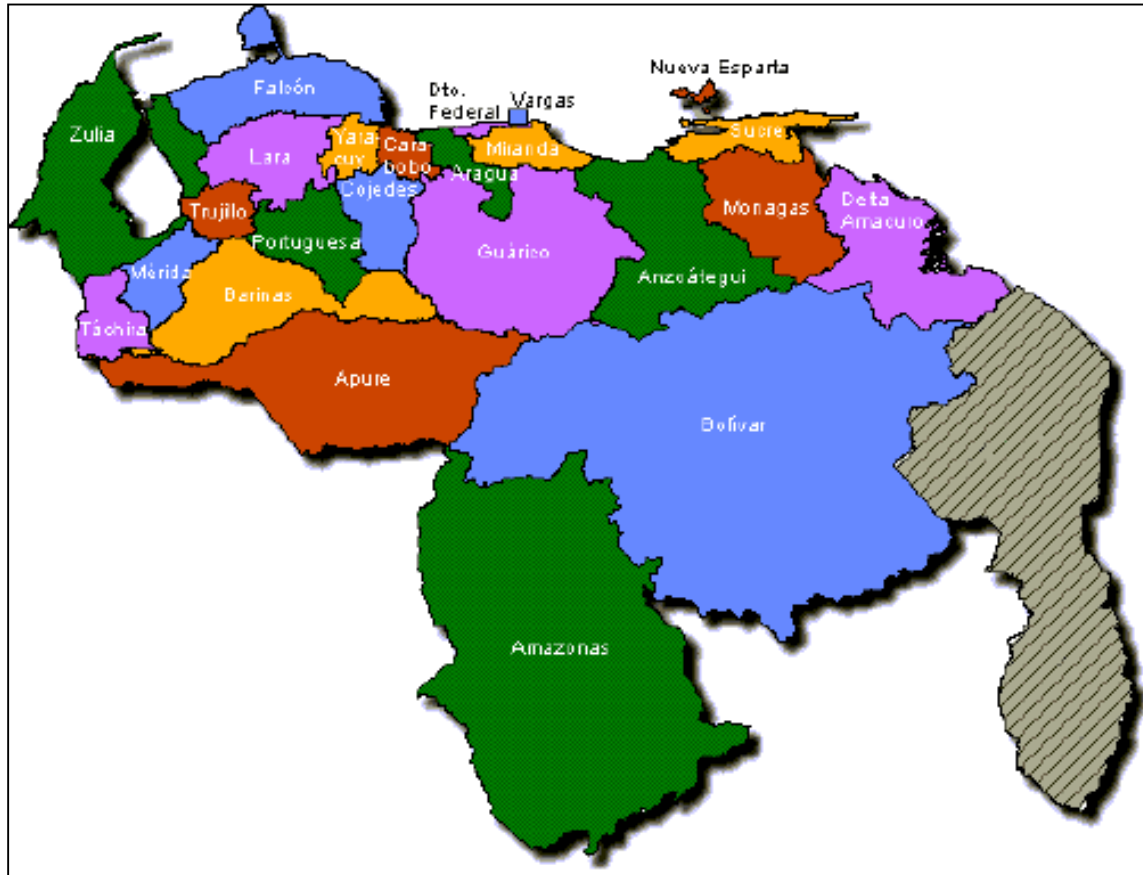 Nueva Esparta
Dto.
Federal
Vargas
Falcón
Zulia
Lara
Yara-
cuy
Cara-
bobo
Aragua
Miranda
Sucre
Trujillo
Cojedes
Portuguesa
Guárico
Monagas
Delta
Amacuro
Mérida
Barinas
Anzoátegui
Táchira
Apure
Bolívar
Amazonas